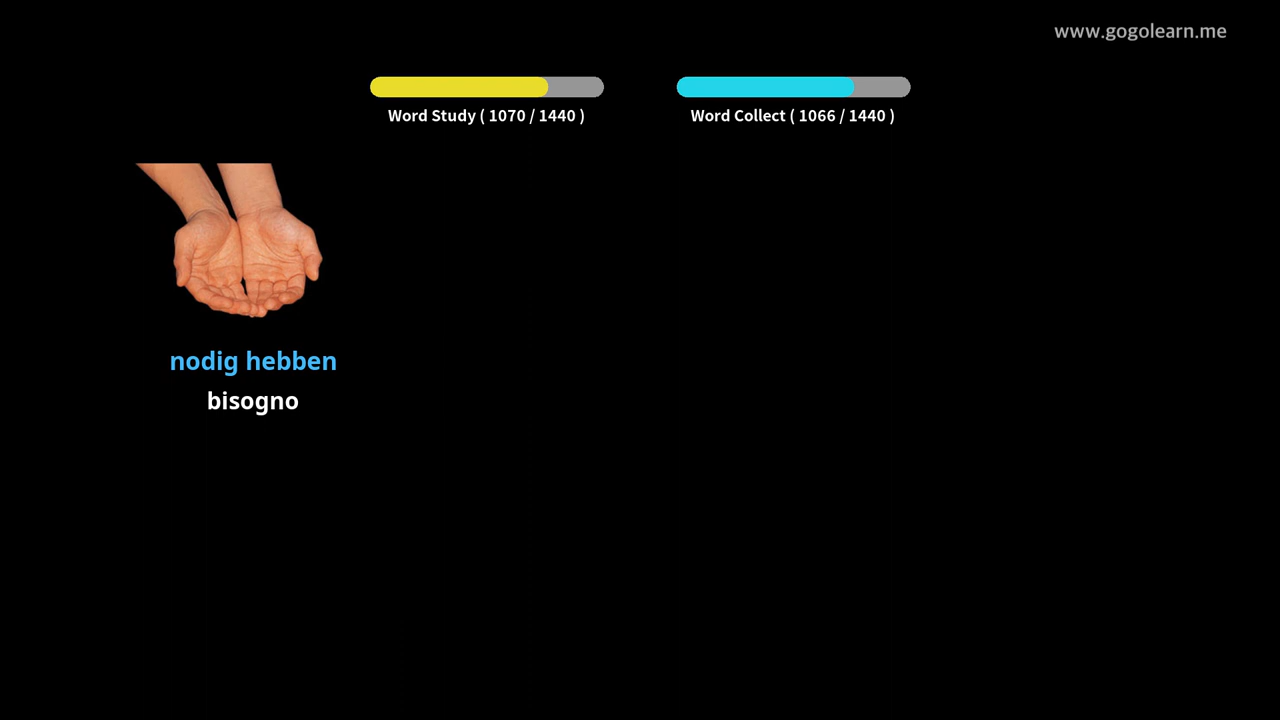 www.gogolearn.me
Word Study ( 1070 / 1440 )
Word Collect ( 1066 / 1440 )
nodig hebben
bisogno